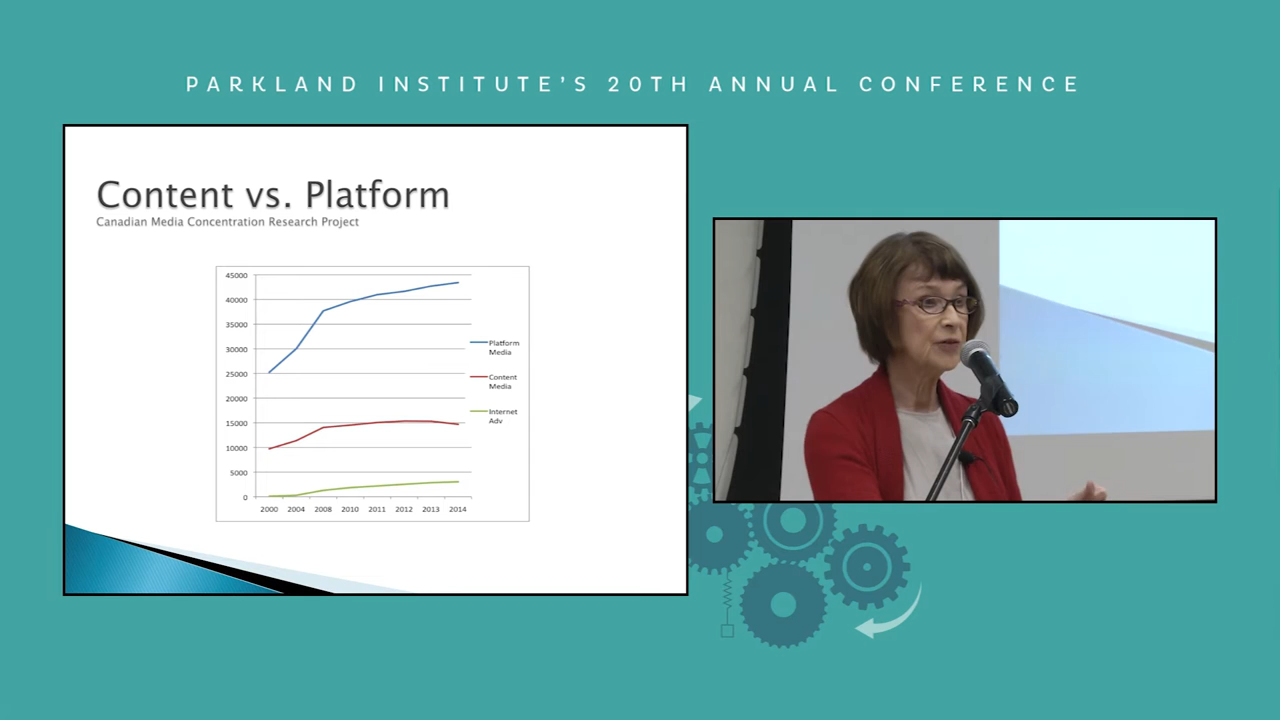 PARKLAND INSTITUTE'S 20TH ANNUAL CONFERENCE
Content vs. Platform
Canadian Media Concentration Research Project
45000
40000
35000
30000
25000
20000
15000
10000
5000
0
2000 2004 2008 2010 2011 2012 2013 2014
Platform
Media
Content
Media
Internet
Adv